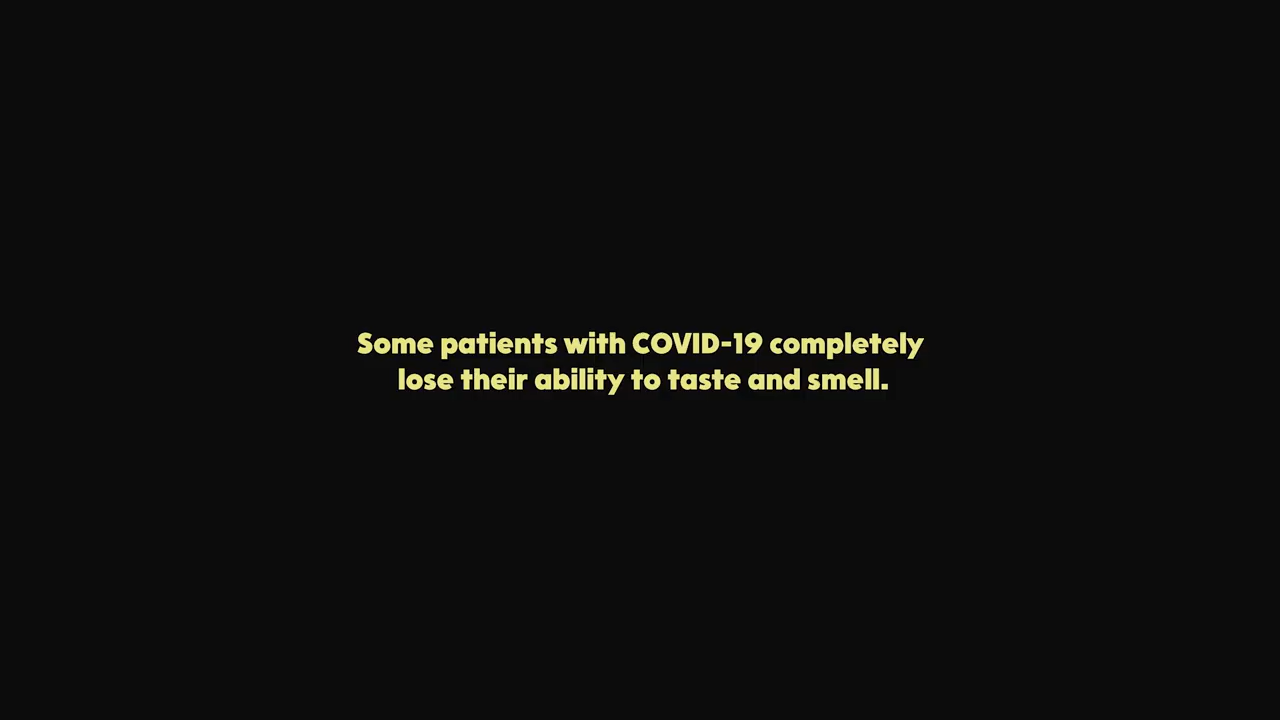 Some patients with COVID-19 completely
lose their ability to taste and smell.